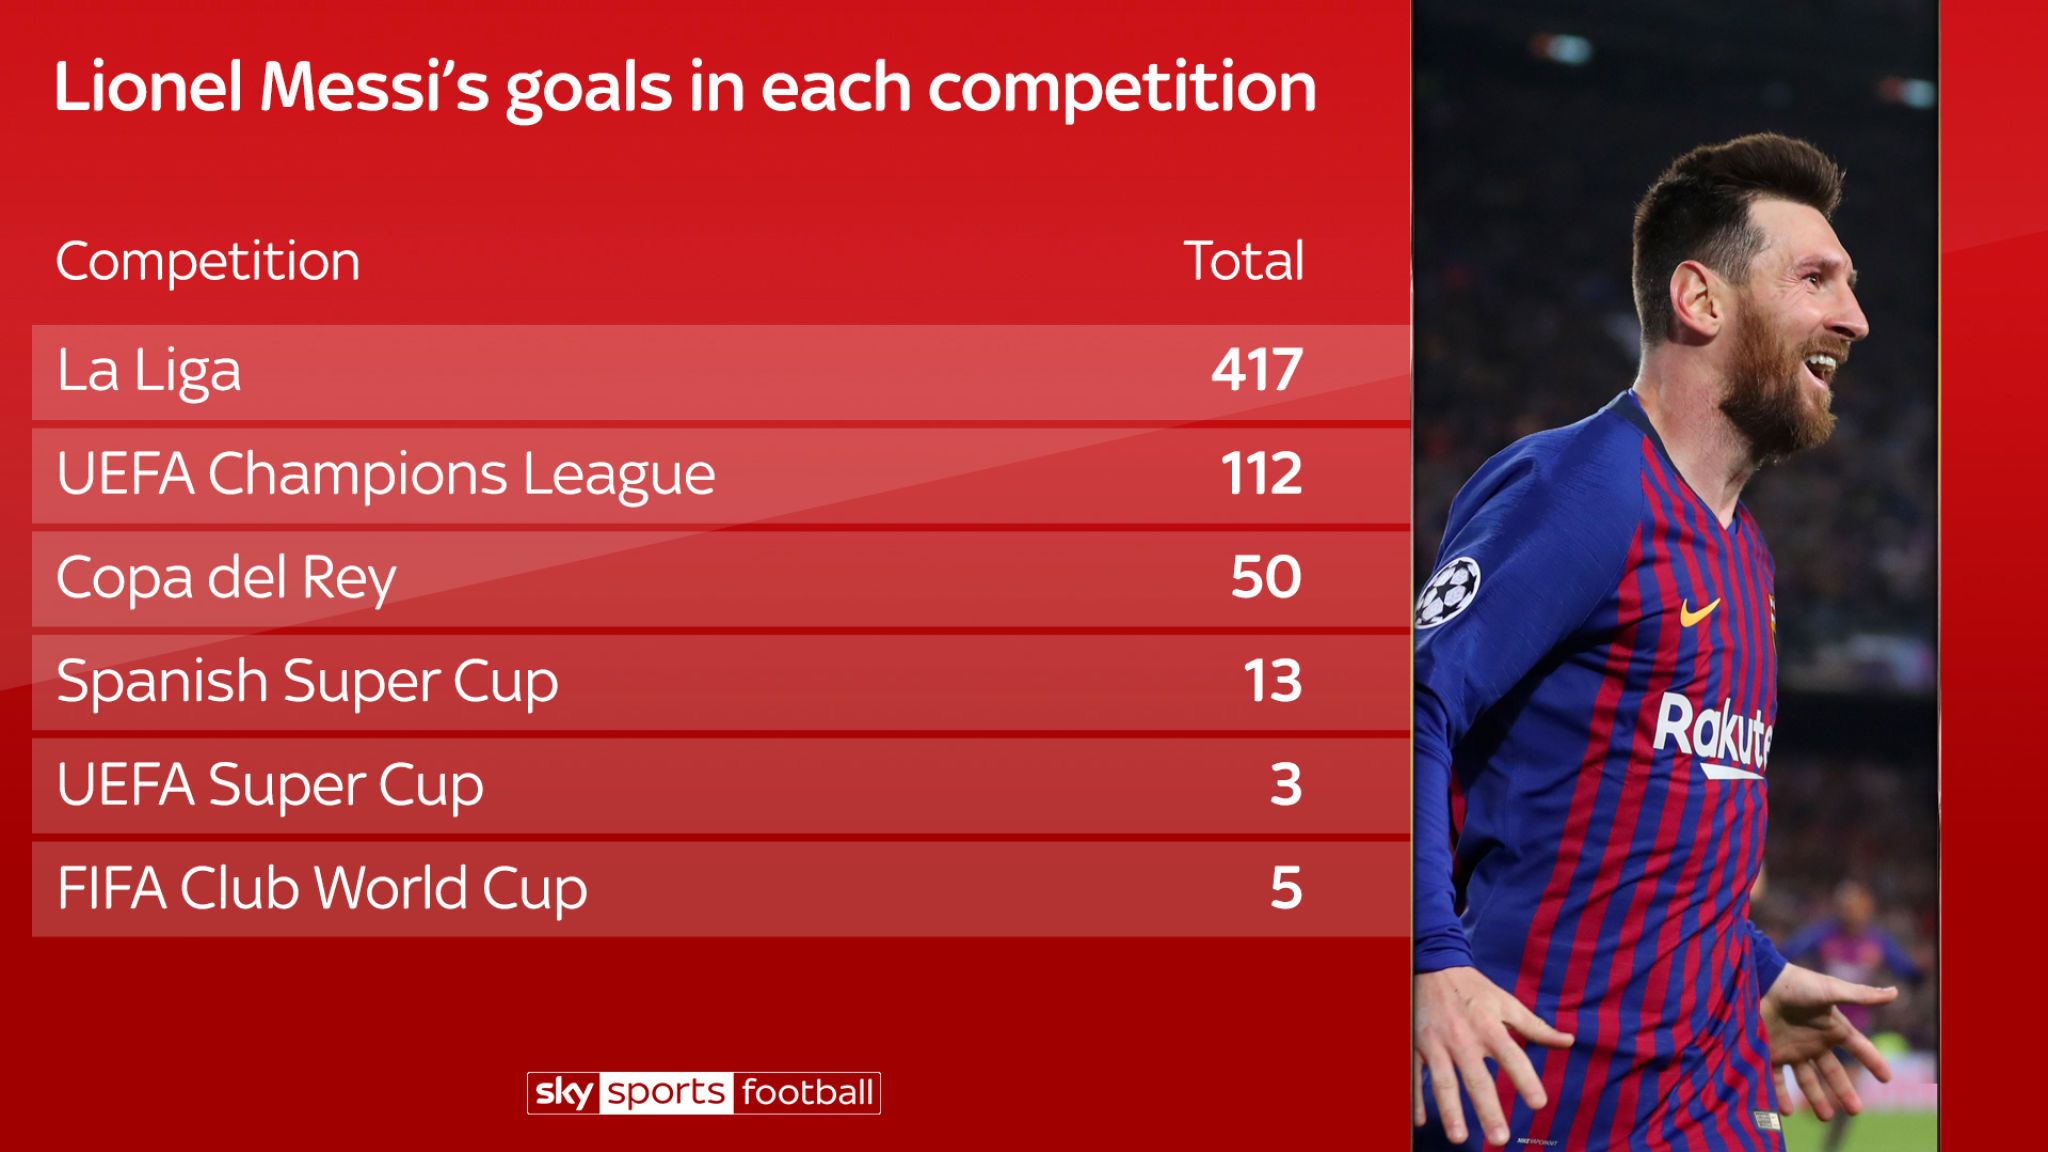 Lionel Messi's goals in each competition
Competition Total
La Liga 417
UEFA Champions League 112
Copa del Rey 50
Spanish Super Cup 13
UEFA Super Cup 3
FIFA Club World Cup 5
Rakute
sky sports football